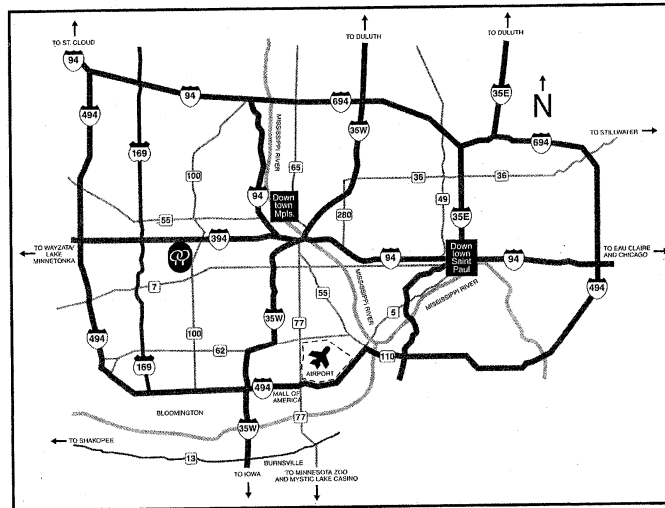 TO ST. CLOUD
TO DULUTH
TO DULUTH
94
94
694
35E
N
494
35W
TO STILLWATER
169
MISSISSIPPI RIVER
65
694
100
36
36
94
49
280
55
Down
town
Mpls.
35E
TO WAYZATA/
LAKE
MINNETONKA
394
Down
town
Saint
Paul
TO EAU CLAIRE
AND CHICAGO
94
94
7
55
MISSISSIPPI RIVER
MISSISSIPPI RIVER
494
35W
77
5
494
100
62
169
110
AIRPORT
494
MALL OF
AMERICA
BLOOMINGTON
77
35W
TO SHAKOPEE
13
BURNSVILLE
TO IOWA
TO MINNESOTA ZOO
AND MYSTIC LAKE CASINO